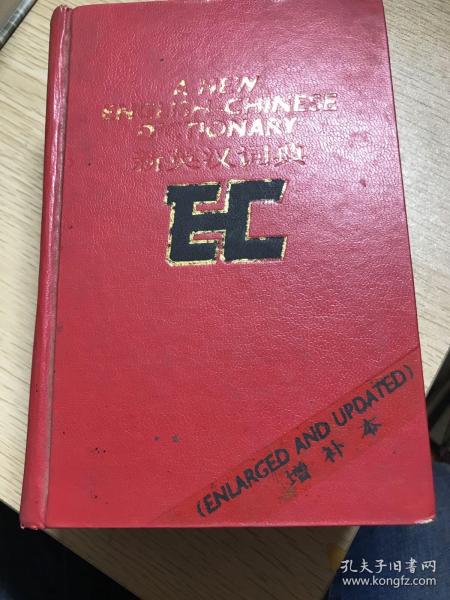 A NEW
ENGLISH-CHINESE
DICTIONARY
新英汉词典
EC
(ENLARGED AND UPDATED)
增补本
孔夫子旧书网
www.kongfz.com